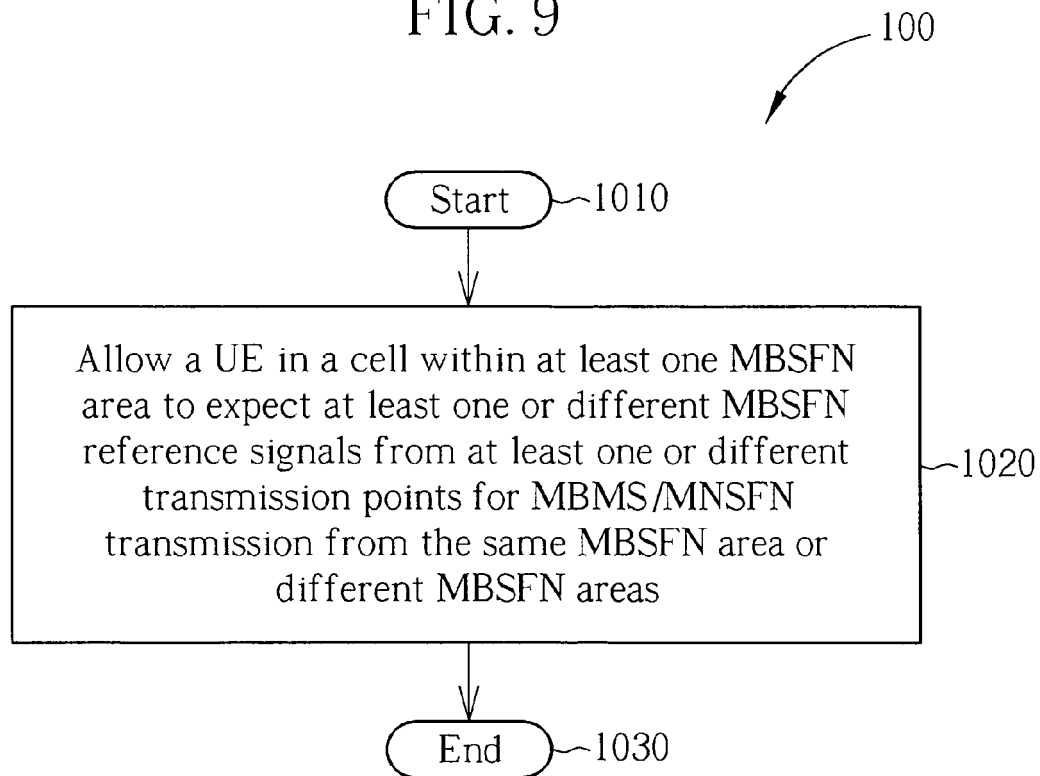 FIG. 9
100
Start
1010
Allow a UE in a cell within at least one MBSFN
area to expect at least one or different MBSFN
reference signals from at least one or different
transmission points for MBMS/MNSFN
transmission from the same MBSFN area or
different MBSFN areas
1020
End
1030